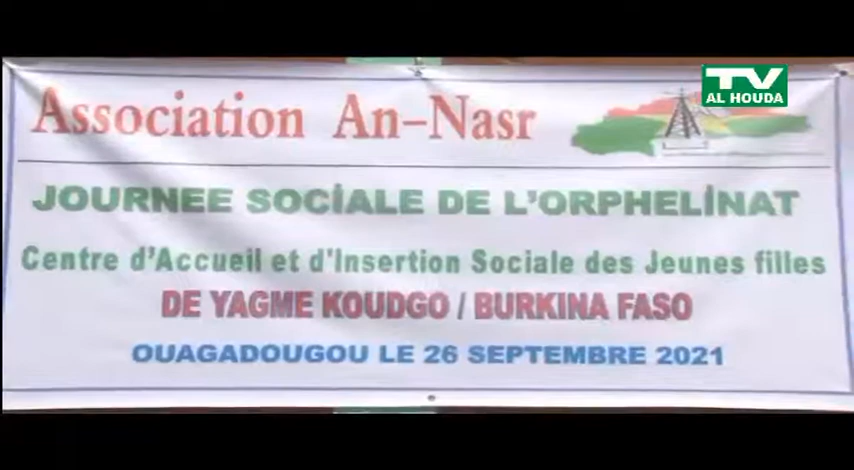 TV
AL HOUDA
Association An-Nasr
JOURNEE SOCIALE DE L'ORPHELINAT
Centre d'Accueil et d'Insertion Sociale des Jeunes filles
DE YAGME KOUDGO / BURKINA FASO
OUAGADOUGOU LE 26 SEPTEMBRE 2021